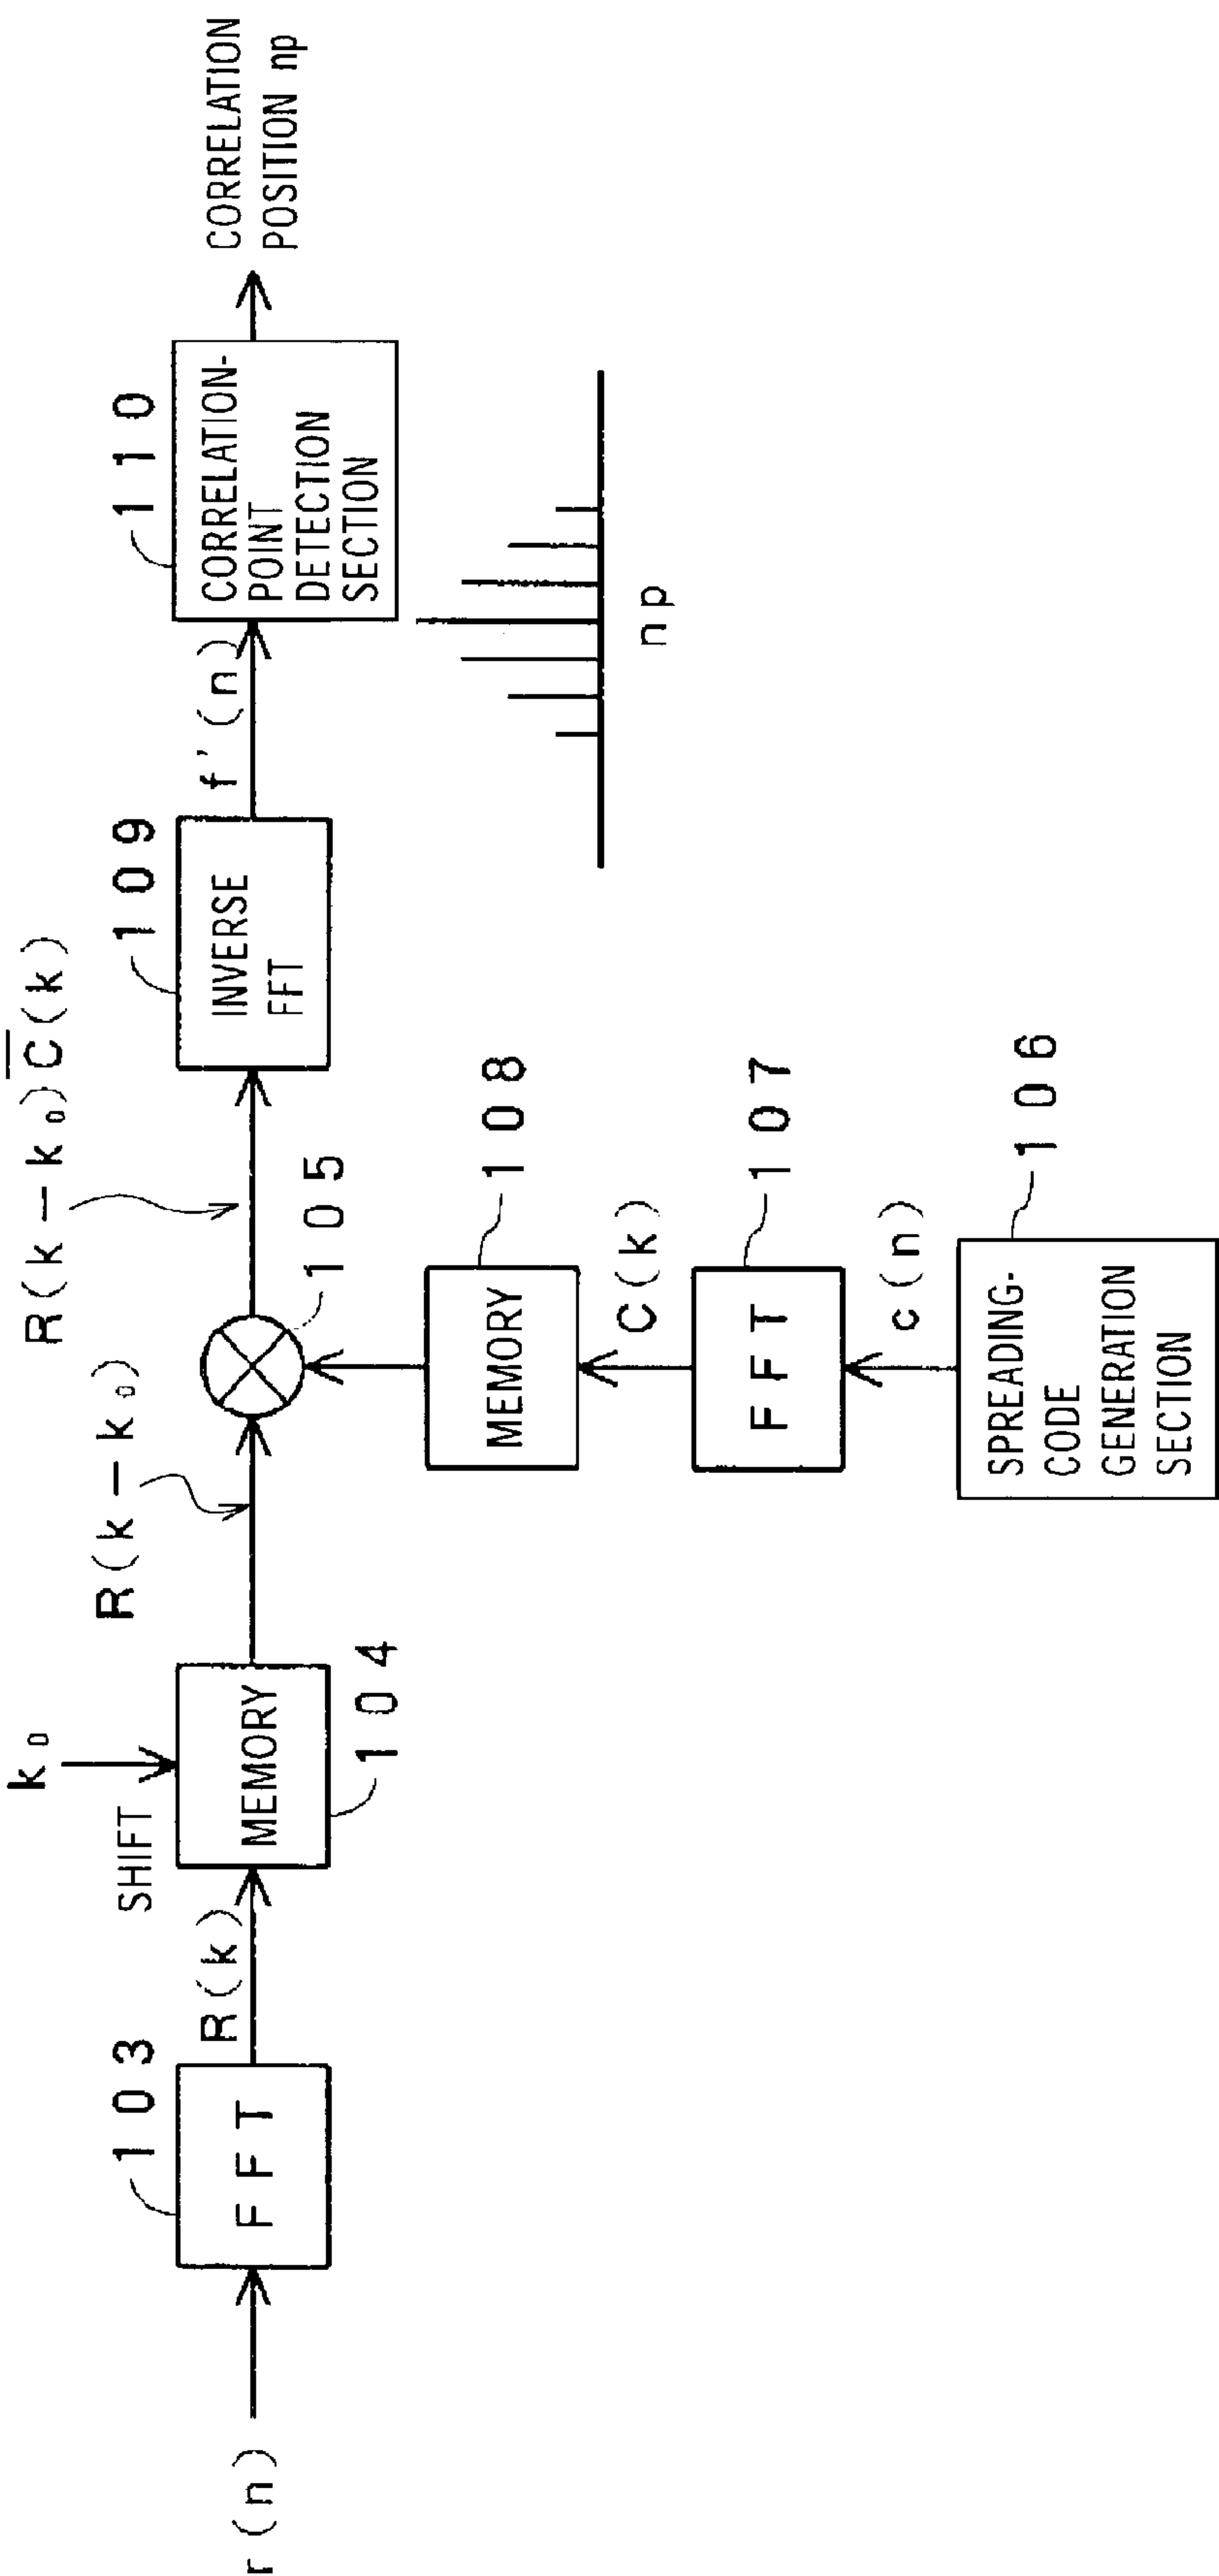 r(n)
103
FFT
R(k)
SHIFT
k₀
MEMORY
104
R(k−k₀)
105
R(k−k₀)C̅(k)
109
INVERSE
FFT
f'(n)
110
CORRELATION-
POINT
DETECTION
SECTION
CORRELATION
POSITION np
np
MEMORY
108
C(k)
FFT
107
c(n)
SPREADING-
CODE
GENERATION
SECTION
106